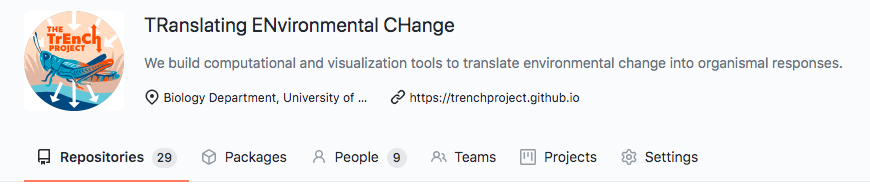 THE
TrEnCh
PROJECT
TRanslating ENvironmental CHange
We build computational and visualization tools to translate environmental change into organismal responses.
Biology Department, University of ... https://trenchproject.github.io
Repositories 29 Packages People 9 Teams Projects Settings